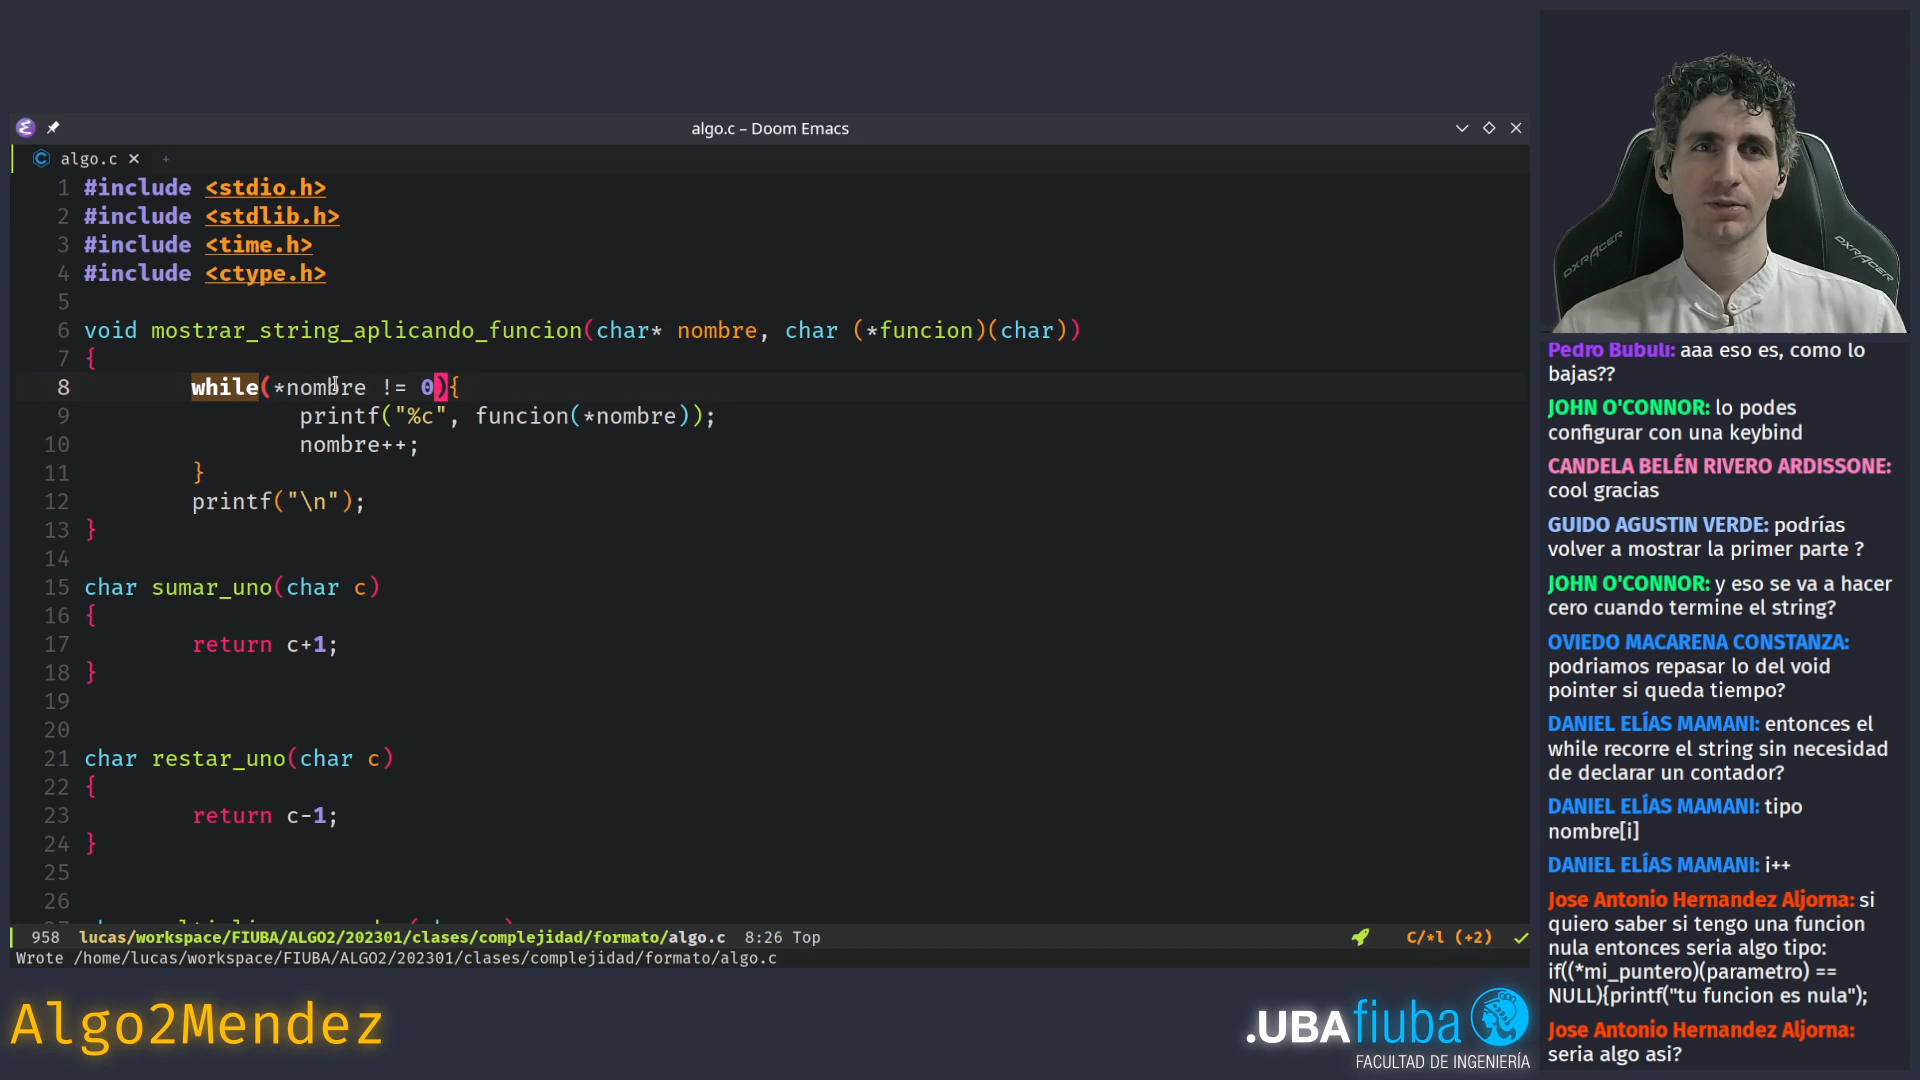 algo.c – Doom Emacs
algo.c × +
1 #include <stdio.h>
2 #include <stdlib.h>
3 #include <time.h>
4 #include <ctype.h>
5
6 void mostrar_string_aplicando_funcion(char* nombre, char (*funcion)(char))
7 {
8 while(*nombre != 0){
9 printf("%c", funcion(*nombre));
10 nombre++;
11 }
12 printf("\n");
13 }
14
15 char sumar_uno(char c)
16 {
17 return c+1;
18 }
19
20
21 char restar_uno(char c)
22 {
23 return c-1;
24 }
25
26
958 lucas/workspace/FIUBA/ALGO2/202301/clases/complejidad/formato/algo.c 8:26 Top C/*l (+2)
Wrote /home/lucas/workspace/FIUBA/ALGO2/202301/clases/complejidad/formato/algo.c
Algo2Mendez
.UBAfiuba
FACULTAD DE INGENIERÍA
DXRACER
DXRACER
Pedro Bubuli: aaa eso es, como lo
bajas??
JOHN O'CONNOR: lo podes
configurar con una keybind
CANDELA BELÉN RIVERO ARDISSONE:
cool gracias
GUIDO AGUSTIN VERDE: podrías
volver a mostrar la primer parte ?
JOHN O'CONNOR: y eso se va a hacer
cero cuando termine el string?
OVIEDO MACARENA CONSTANZA:
podriamos repasar lo del void
pointer si queda tiempo?
DANIEL ELÍAS MAMANI: entonces el
while recorre el string sin necesidad
de declarar un contador?
DANIEL ELÍAS MAMANI: tipo
nombre[i]
DANIEL ELÍAS MAMANI: i++
Jose Antonio Hernandez Aljorna: si
quiero saber si tengo una funcion
nula entonces seria algo tipo:
if((*mi_puntero)(parametro) ==
NULL){printf("tu funcion es nula");
Jose Antonio Hernandez Aljorna:
seria algo asi?